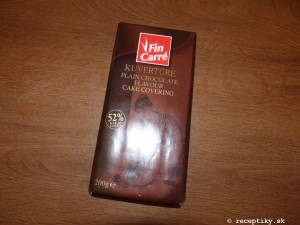 Fin
Carré
KUVERTÜRE
PLAIN CHOCOLATE
FLAVOUR
CAKE COVERING
52%
200g e
© receptiky.sk